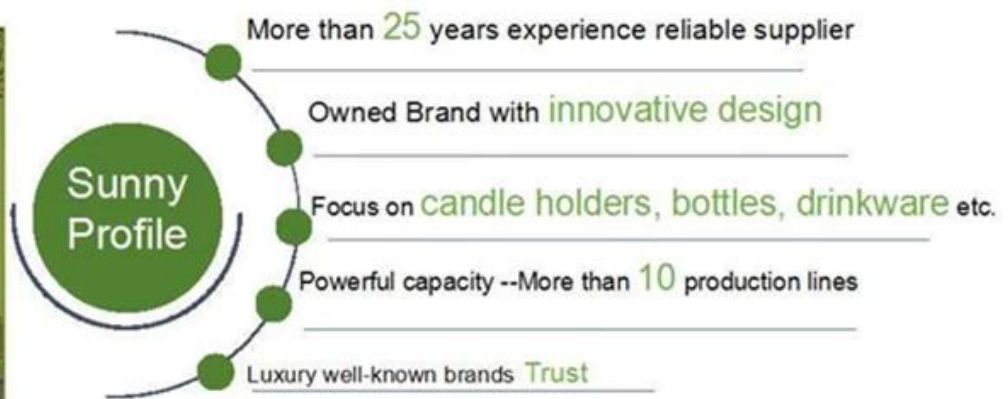 Sunny
Profile
More than 25 years experience reliable supplier
Owned Brand with innovative design
Focus on candle holders, bottles, drinkware etc.
Powerful capacity --More than 10 production lines
Luxury well-known brands Trust